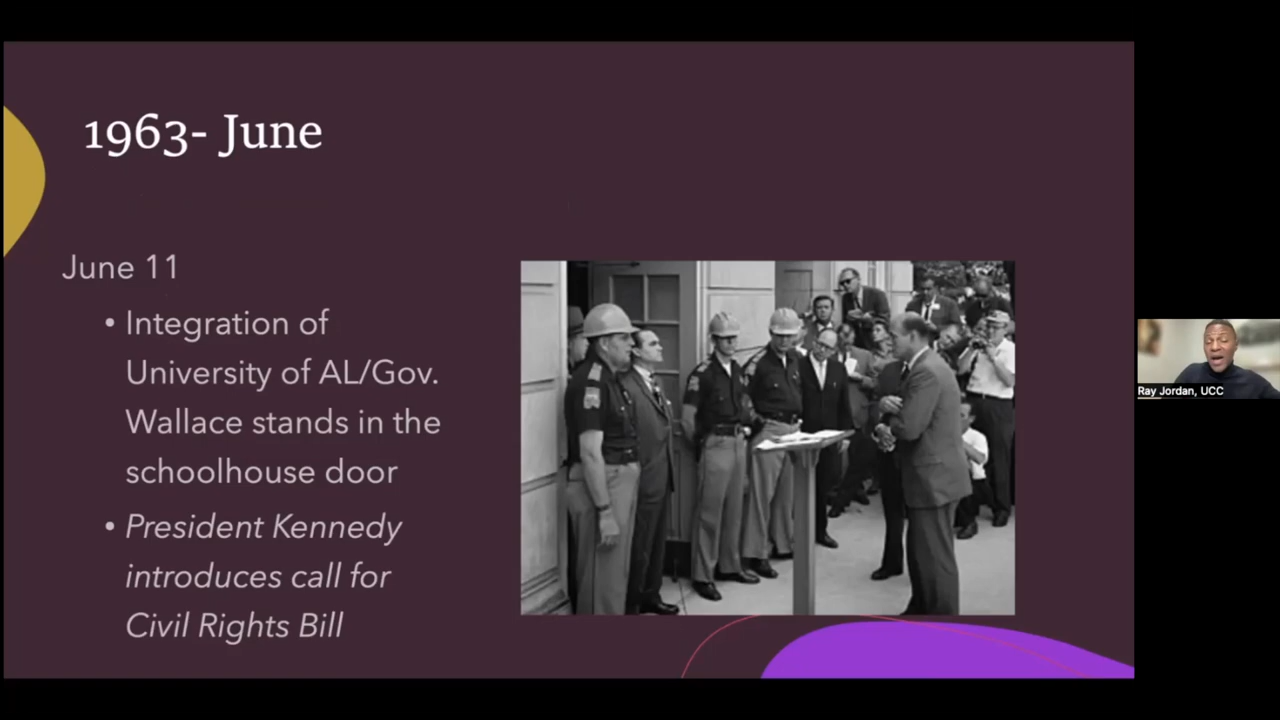 1963- June
June 11
• Integration of
University of AL/Gov.
Wallace stands in the
schoolhouse door
• President Kennedy
introduces call for
Civil Rights Bill
Ray Jordan, UCC